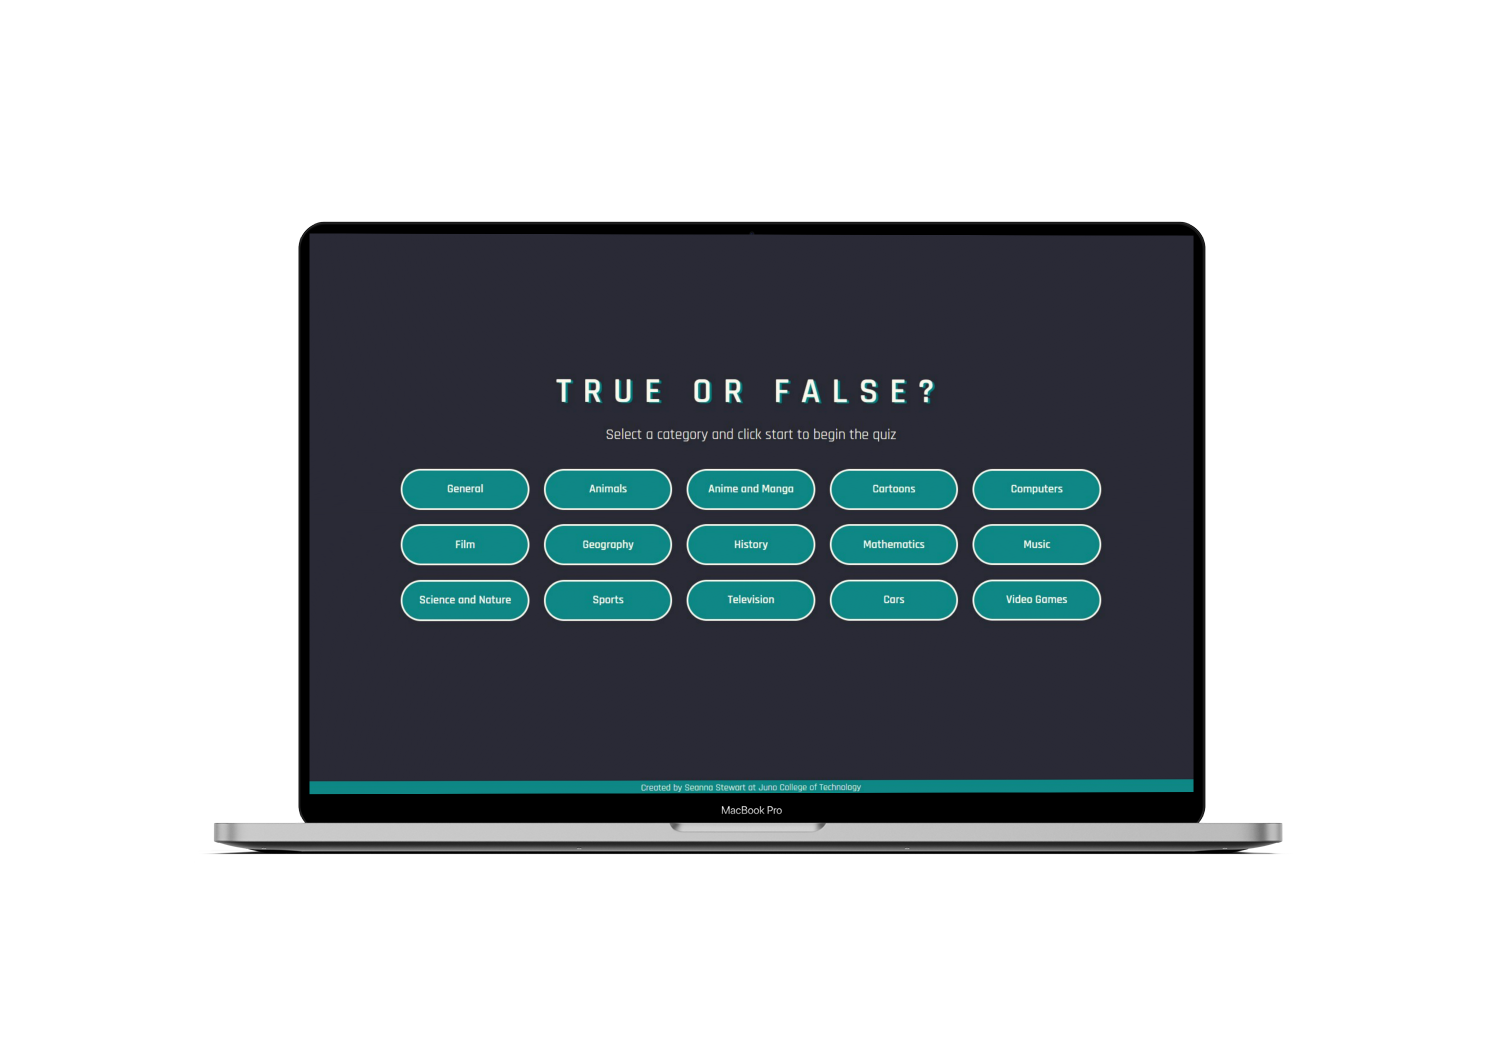 TRUE OR FALSE?
Select a category and click start to begin the quiz
General Animals Anime and Manga Cartoons Computers
Film Geography History Mathematics Music
Science and Nature Sports Television Cars Video Games
Created by Seanna Stewart at Juno College of Technology
MacBook Pro